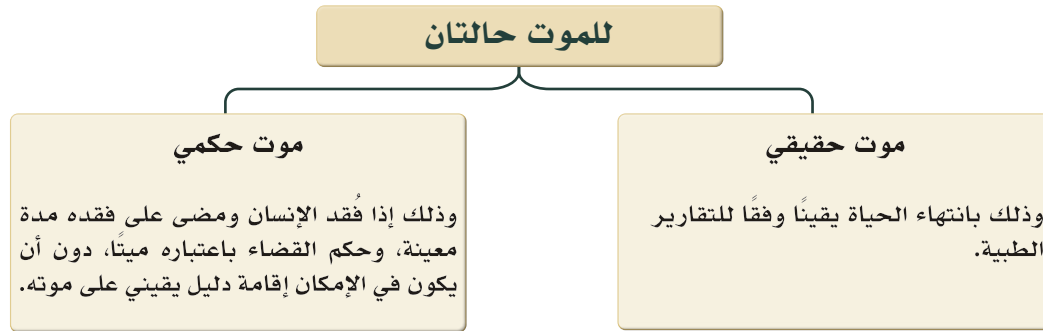 للموت حالتان
موت حقيقي
وذلك بانتهاء الحياة يقينًا وفقًا للتقارير
الطبية.
موت حكمي
وذلك إذا فُقد الإنسان ومضى على فقده مدة
معينة، وحكم القضاء باعتباره ميتًا، دون أن
يكون في الإمكان إقامة دليل يقيني على موته.